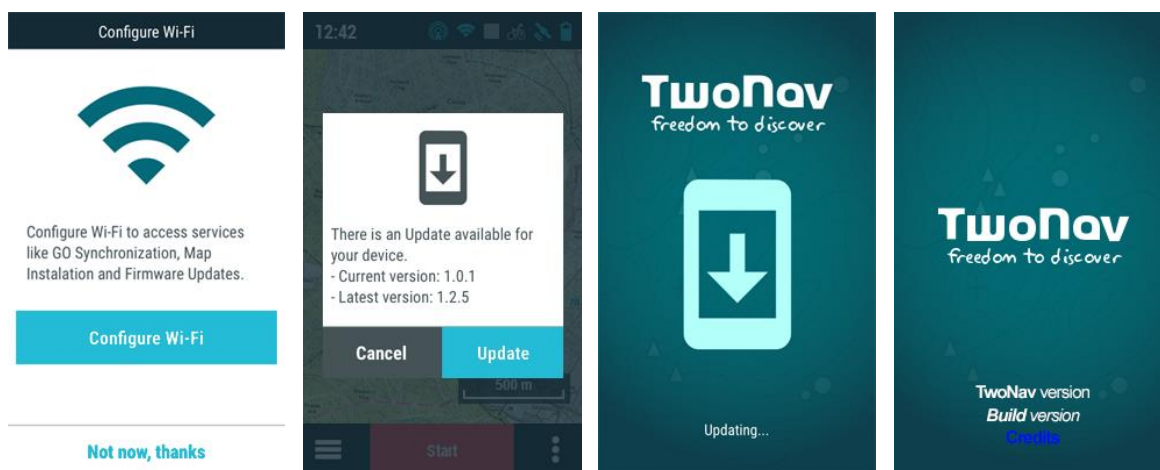 Configure Wi-Fi
Configure Wi-Fi to access services
like GO Synchronization, Map
Instalation and Firmware Updates.
Configure Wi-Fi
Not now, thanks
12:42
There is an Update available for
your device.
- Current version: 1.0.1
- Latest version: 1.2.5
Cancel
Update
500 m
Start
TwoNav
freedom to discover
Updating...
TwoNav
freedom to discover
TwoNav version
Build version
Credits